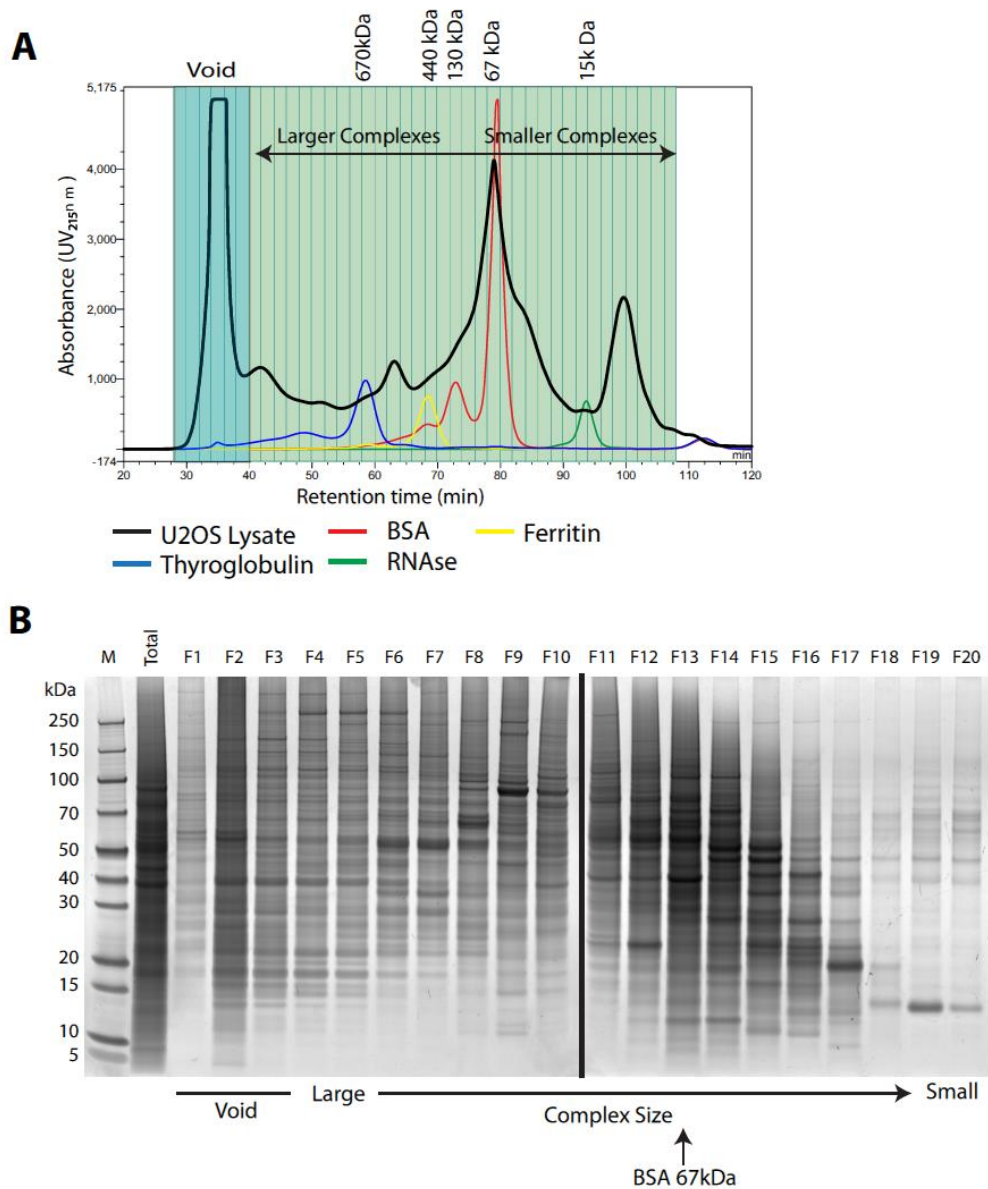 A
670kDa
440 kDa
130 kDa
67 kDa
15k Da
Void
5,175
Larger Complexes
Smaller Complexes
4,000
3,000
2,000
1,000
-174
Absorbance (UV215n m )
min
20 30 40 50 60 70 80 90 100 110 120
Retention time (min)
U2OS Lysate
BSA
Ferritin
Thyroglobulin
RNAse
B
M Total F1 F2 F3 F4 F5 F6 F7 F8 F9 F10 F11 F12 F13 F14 F15 F16 F17 F18 F19 F20
kDa
250
150
100
70
50
40
30
20
15
10
5
Void
Large
Complex Size
Small
BSA 67kDa